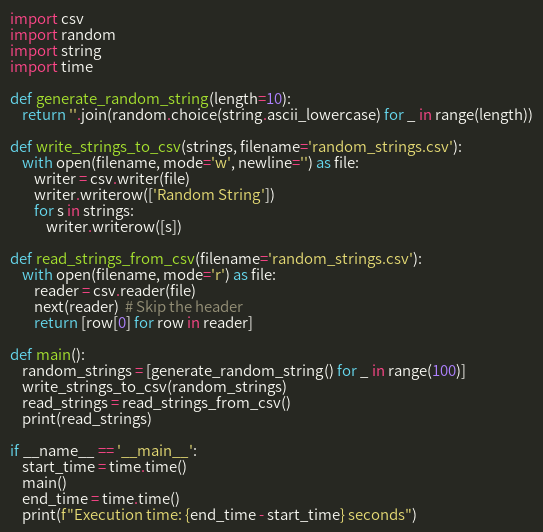 import csv
import random
import string
import time

def generate_random_string(length=10):
    return ''.join(random.choice(string.ascii_lowercase) for _ in range(length))

def write_strings_to_csv(strings, filename='random_strings.csv'):
    with open(filename, mode='w', newline='') as file:
        writer = csv.writer(file)
        writer.writerow(['Random String'])
        for s in strings:
            writer.writerow([s])

def read_strings_from_csv(filename='random_strings.csv'):
    with open(filename, mode='r') as file:
        reader = csv.reader(file)
        next(reader)  # Skip the header
        return [row[0] for row in reader]

def main():
    random_strings = [generate_random_string() for _ in range(100)]
    write_strings_to_csv(random_strings)
    read_strings = read_strings_from_csv()
    print(read_strings)

if __name__ == '__main__':
    start_time = time.time()
    main()
    end_time = time.time()
    print(f"Execution time: {end_time - start_time} seconds")